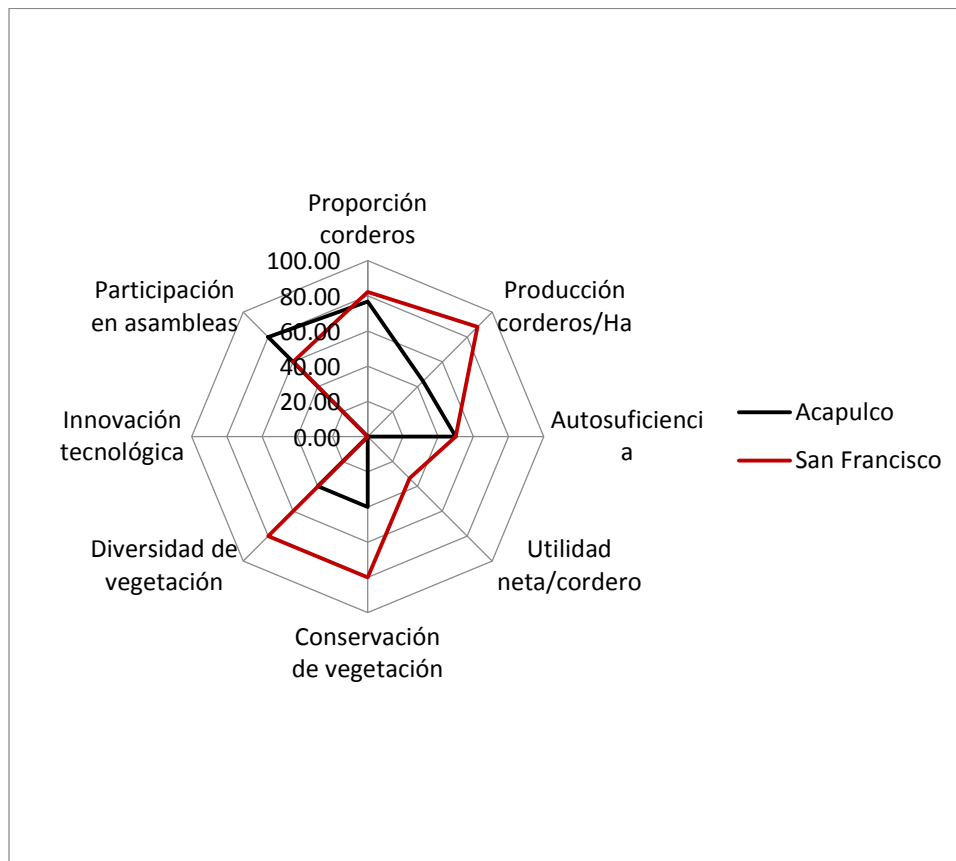 Proporción
corderos
100.00
80.00
60.00
40.00
20.00
0.00
Producción
corderos/Ha
Autosuficienci
a
Utilidad
neta/cordero
Conservación
de vegetación
Diversidad de
vegetación
Innovación
tecnológica
Participación
en asambleas
Acapulco
San Francisco